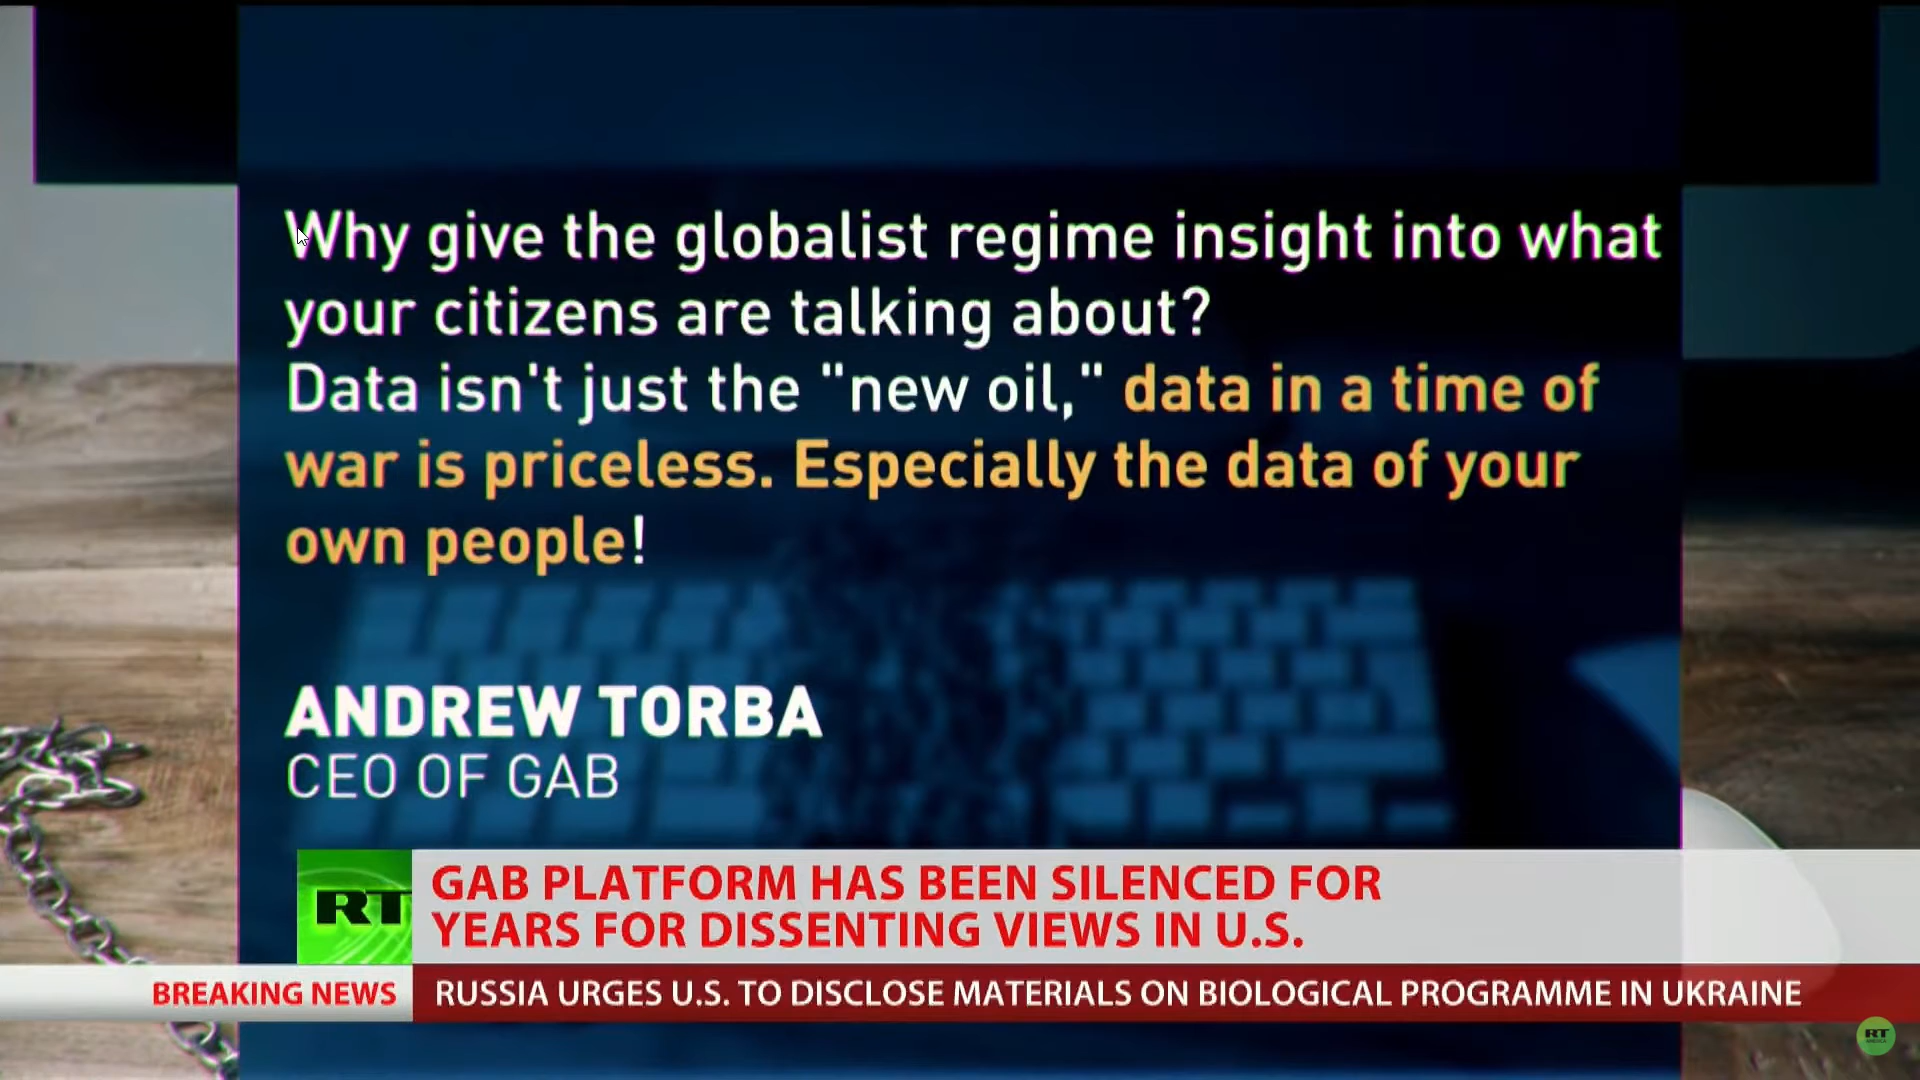 Why give the globalist regime insight into what
your citizens are talking about?
Data isn't just the "new oil," data in a time of
war is priceless. Especially the data of your
own people!
ANDREW TORBA
CEO OF GAB
RT
GAB PLATFORM HAS BEEN SILENCED FOR
YEARS FOR DISSENTING VIEWS IN U.S.
BREAKING NEWS
RUSSIA URGES U.S. TO DISCLOSE MATERIALS ON BIOLOGICAL PROGRAMME IN UKRAINE
RT
AMERICA